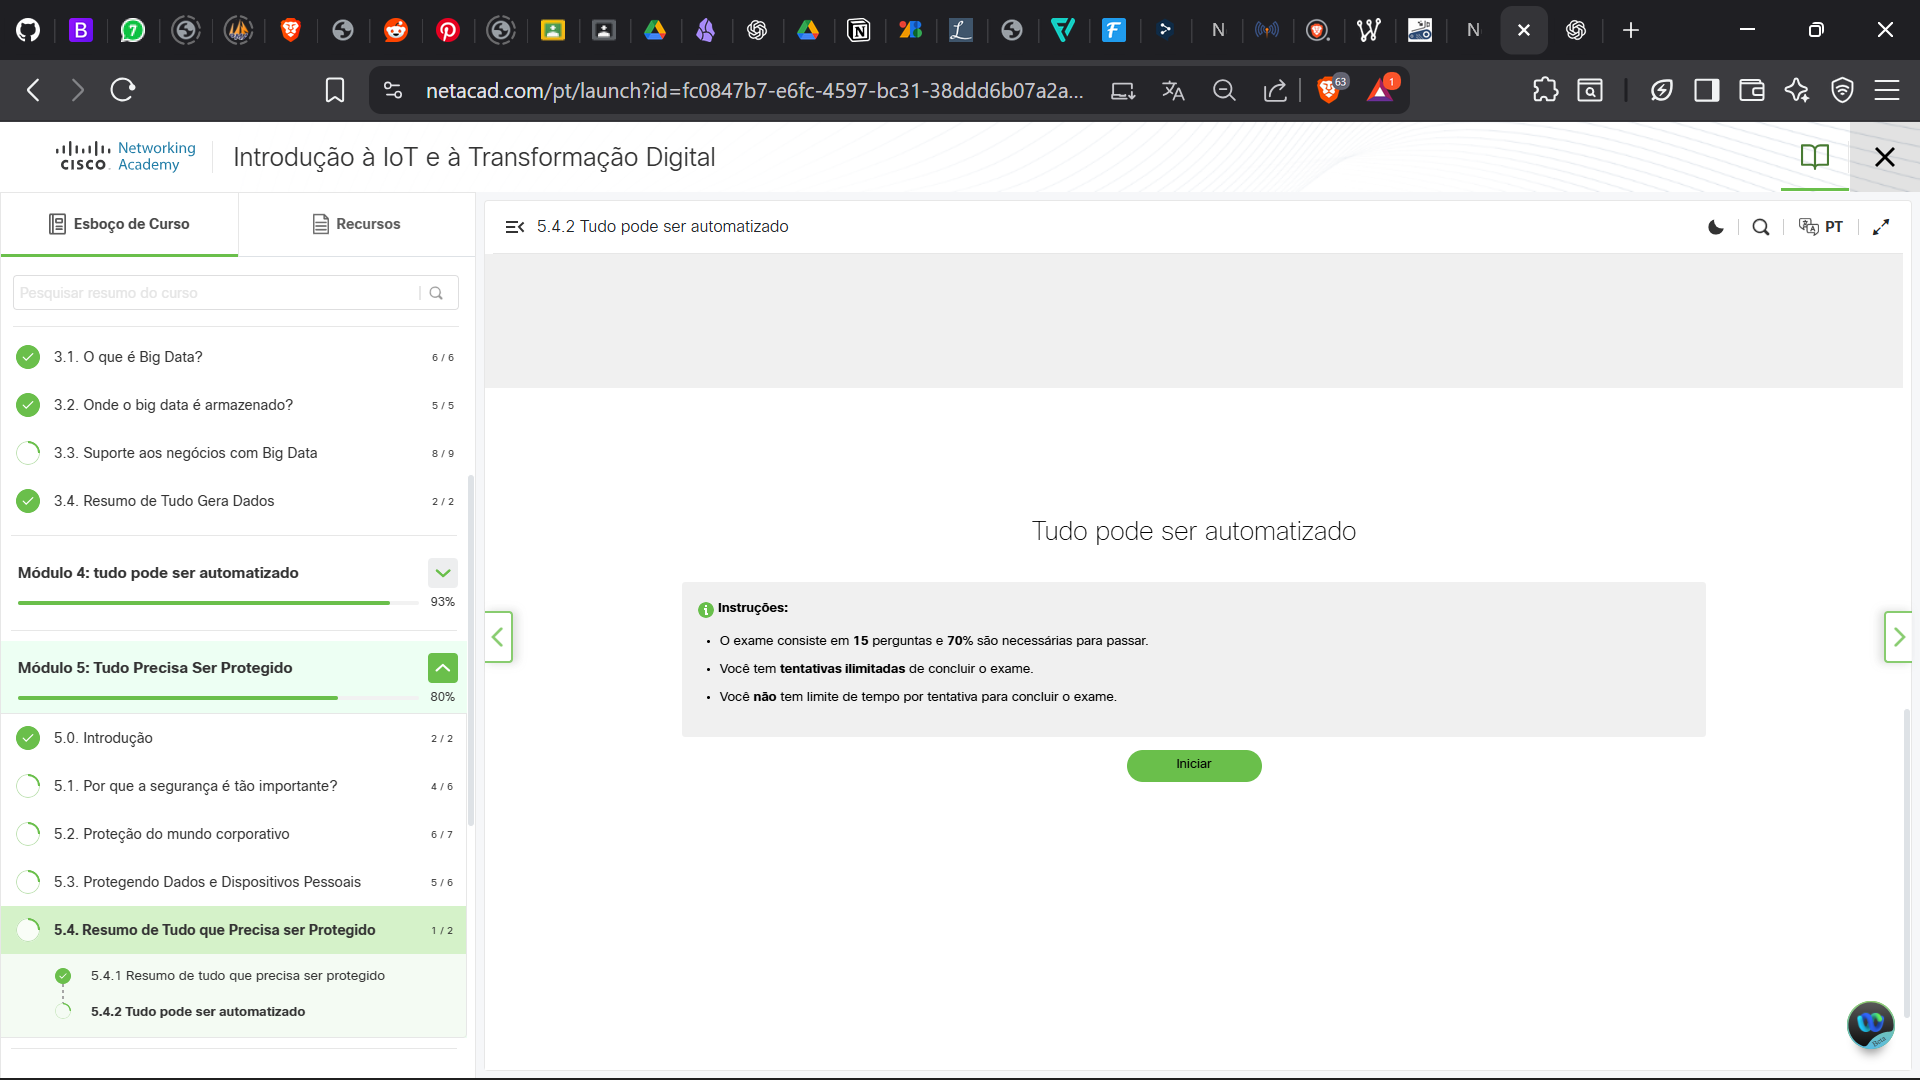 netacad.com/pt/launch?id=fc0847b7-e6fc-4597-bc31-38ddd6b07a2a...
63
1
Networking
Academy
CISCO
Introdução à IoT e à Transformação Digital
Esboço de Curso
Recursos
Pesquisar resumo do curso
3.1. O que é Big Data?
6 / 6
3.2. Onde o big data é armazenado?
5 / 5
3.3. Suporte aos negócios com Big Data
8 / 9
3.4. Resumo de Tudo Gera Dados
2 / 2
Módulo 4: tudo pode ser automatizado
93%
Módulo 5: Tudo Precisa Ser Protegido
80%
5.0. Introdução
2 / 2
5.1. Por que a segurança é tão importante?
4 / 6
5.2. Proteção do mundo corporativo
6 / 7
5.3. Protegendo Dados e Dispositivos Pessoais
5 / 6
5.4. Resumo de Tudo que Precisa ser Protegido
1 / 2
5.4.1 Resumo de tudo que precisa ser protegido
5.4.2 Tudo pode ser automatizado
5.4.2 Tudo pode ser automatizado
PT
Tudo pode ser automatizado
Instruções:
• O exame consiste em 15 perguntas e 70% são necessárias para passar.
• Você tem tentativas ilimitadas de concluir o exame.
• Você não tem limite de tempo por tentativa para concluir o exame.
Iniciar
Beta